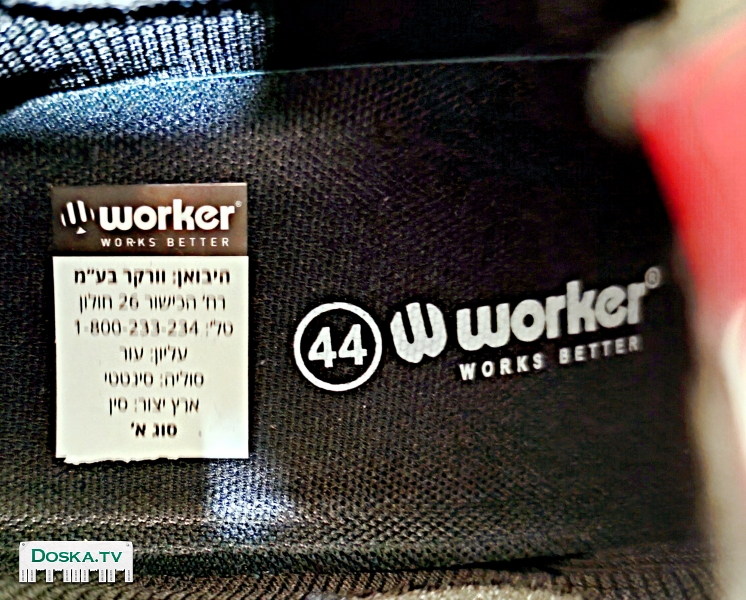 worker®
WORKS BETTER
היבואן: וורקר בע"מ
רח' הכישור 26 חולון
טל': 1-800-233-234
עליון: עור
סוליה: סינטטי
ארץ יצור: סין
סוג א'
44 worker®
WORKS BETTER
DOSKA.TV